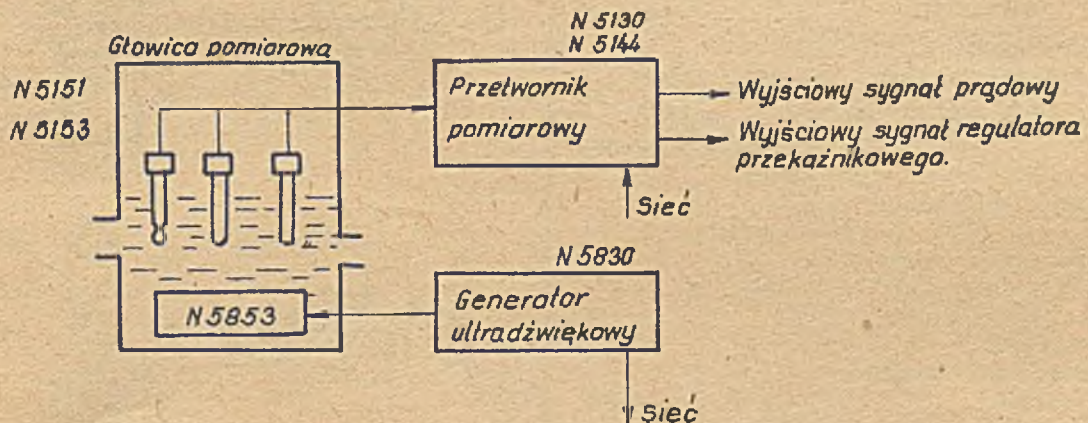 N 5130
N 5144
Głowica pomiarowa
N 5151
N 5153
Przetwornik
pomiarowy
Wyjściowy sygnał prądowy
Wyjściowy sygnał regulatora
przekaźnikowego.
Sieć
N 5830
Generator
ultradźwiękowy
N 5853
Sieć